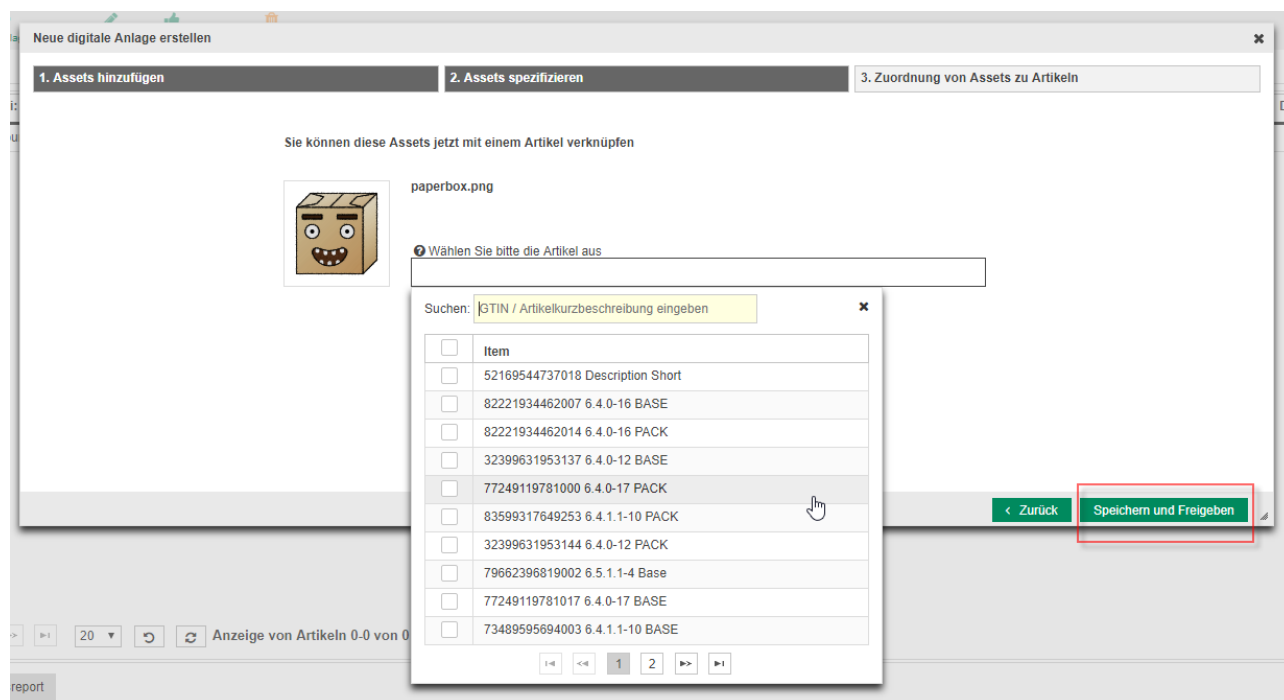 Neue digitale Anlage erstellen
1. Assets hinzufügen
2. Assets spezifizieren
3. Zuordnung von Assets zu Artikeln
Sie können diese Assets jetzt mit einem Artikel verknüpfen
paperbox.png
Wählen Sie bitte die Artikel aus
Suchen: GTIN / Artikelkurzbeschreibung eingeben
Item
52169544737018 Description Short
82221934462007 6.4.0-16 BASE
82221934462014 6.4.0-16 PACK
32399631953137 6.4.0-12 BASE
77249119781000 6.4.0-17 PACK
83599317649253 6.4.1.1-10 PACK
32399631953144 6.4.0-12 PACK
79662396819002 6.5.1.1-4 Base
77249119781017 6.4.0-17 BASE
73489595694003 6.4.1.1-10 BASE
1 2
Zurück
Speichern und Freigeben
20
Anzeige von Artikeln 0-0 von 0
report